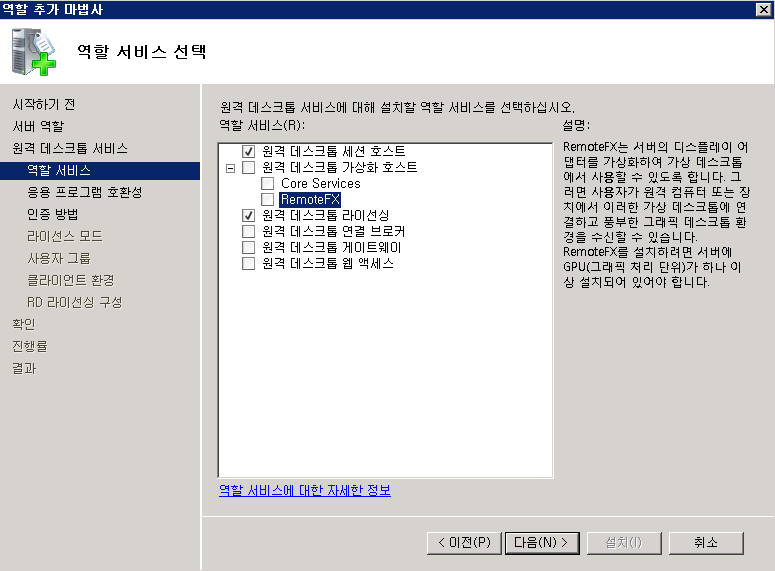 역할 추가 마법사
역할 서비스 선택
시작하기 전
서버 역할
원격 데스크톱 서비스
역할 서비스
응용 프로그램 호환성
인증 방법
라이선스 모드
사용자 그룹
클라이언트 환경
RD 라이선싱 구성
확인
진행률
결과
원격 데스크톱 서비스에 대해 설치할 역할 서비스를 선택하십시오.
역할 서비스(R):
원격 데스크톱 세션 호스트
원격 데스크톱 가상화 호스트
Core Services
RemoteFX
원격 데스크톱 라이선싱
원격 데스크톱 연결 브로커
원격 데스크톱 게이트웨이
원격 데스크톱 웹 액세스
역할 서비스에 대한 자세한 정보
설명:
RemoteFX는 서버의 디스플레이 어
댑터를 가상화하여 가상 데스크톱
에서 사용할 수 있도록 합니다. 그
러면 사용자가 원격 컴퓨터 또는 장
치에서 이러한 가상 데스크톱에 연
결하고 풍부한 그래픽 데스크톱 환
경을 수신할 수 있습니다.
RemoteFX를 설치하려면 서버에
GPU(그래픽 처리 단위)가 하나 이
상 설치되어 있어야 합니다.
< 이전(P)
다음(N) >
설치(I)
취소